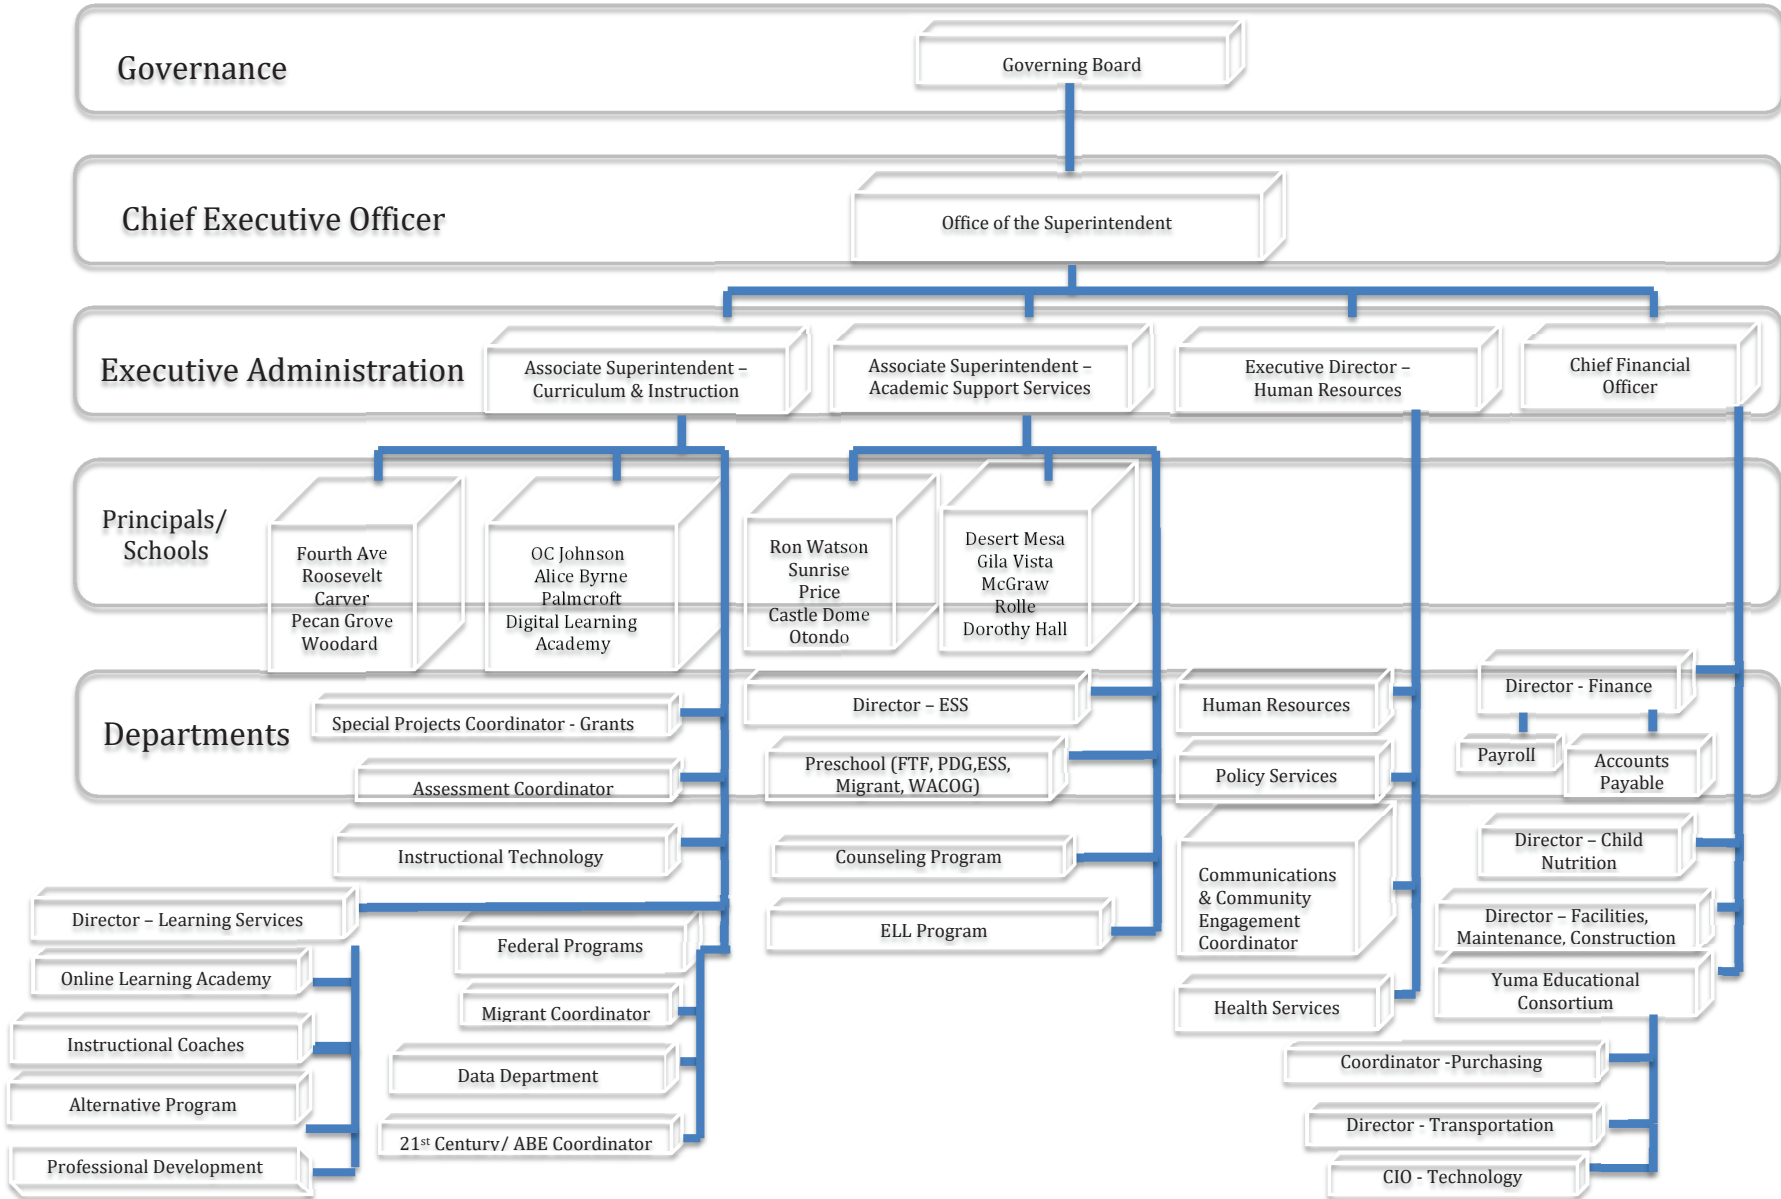 Governance
Governing Board
Chief Executive Officer
Office of the Superintendent
Executive Administration
Associate Superintendent –
Curriculum & Instruction
Associate Superintendent –
Academic Support Services
Executive Director –
Human Resources
Chief Financial
Officer
Principals/
Schools
Fourth Ave
Roosevelt
Carver
Pecan Grove
Woodard
OC Johnson
Alice Byrne
Palmcroft
Digital Learning
Academy
Ron Watson
Sunrise
Price
Castle Dome
Otondo
Desert Mesa
Gila Vista
McGraw
Rolle
Dorothy Hall
Departments
Special Projects Coordinator - Grants
Assessment Coordinator
Instructional Technology
Director – Learning Services
Online Learning Academy
Instructional Coaches
Alternative Program
Professional Development
Federal Programs
Migrant Coordinator
Data Department
21st Century/ ABE Coordinator
Director – ESS
Preschool (FTF, PDG,ESS,
Migrant, WACOG)
Counseling Program
ELL Program
Human Resources
Policy Services
Communications
& Community
Engagement
Coordinator
Health Services
Director - Finance
Payroll
Accounts
Payable
Director – Child
Nutrition
Director – Facilities,
Maintenance, Construction
Yuma Educational
Consortium
Coordinator -Purchasing
Director - Transportation
CIO - Technology